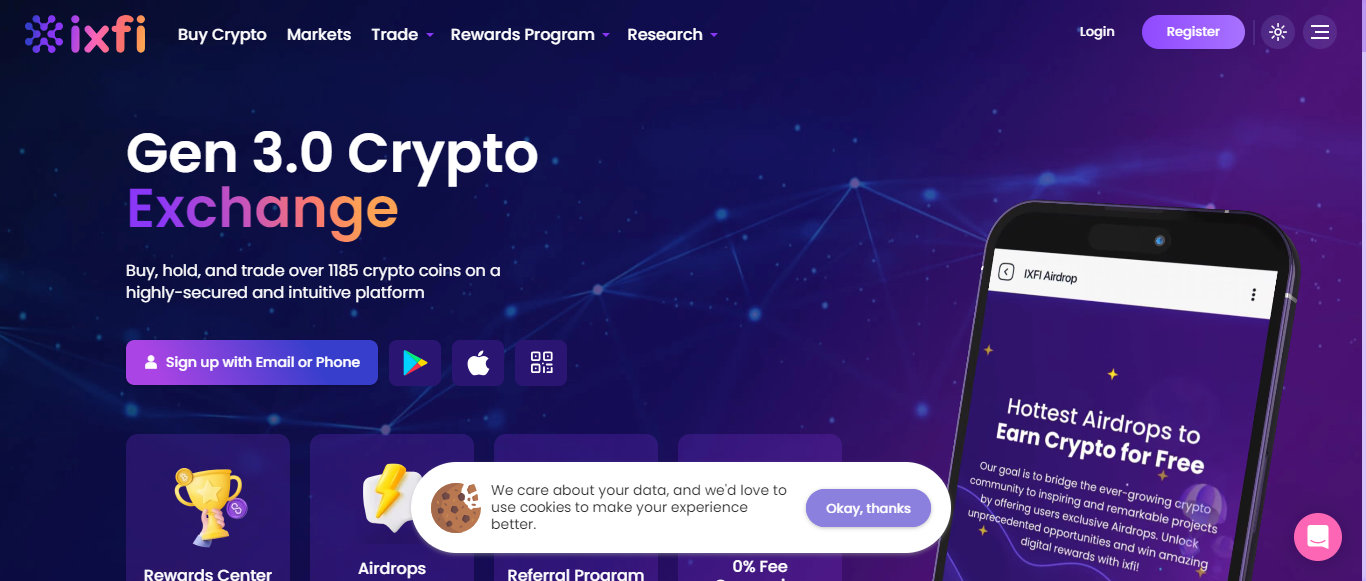 ixfi
Buy Crypto
Markets
Trade
Rewards Program
Research
Login
Register
Gen 3.0 Crypto
Exchange
Buy, hold, and trade over 1185 crypto coins on a
highly-secured and intuitive platform
Sign up with Email or Phone
Rewards Center
Airdrops
Referral Program
0% Fee
We care about your data, and we'd love to
use cookies to make your experience
better.
Okay, thanks
IXFI Airdrop
Hottest Airdrops to
Earn Crypto for Free
Our goal is to bridge the ever-growing crypto
community to inspiring and remarkable projects
by offering users exclusive Airdrops. Unlock
unprecedented opportunities and win amazing
digital rewards with ixfi!